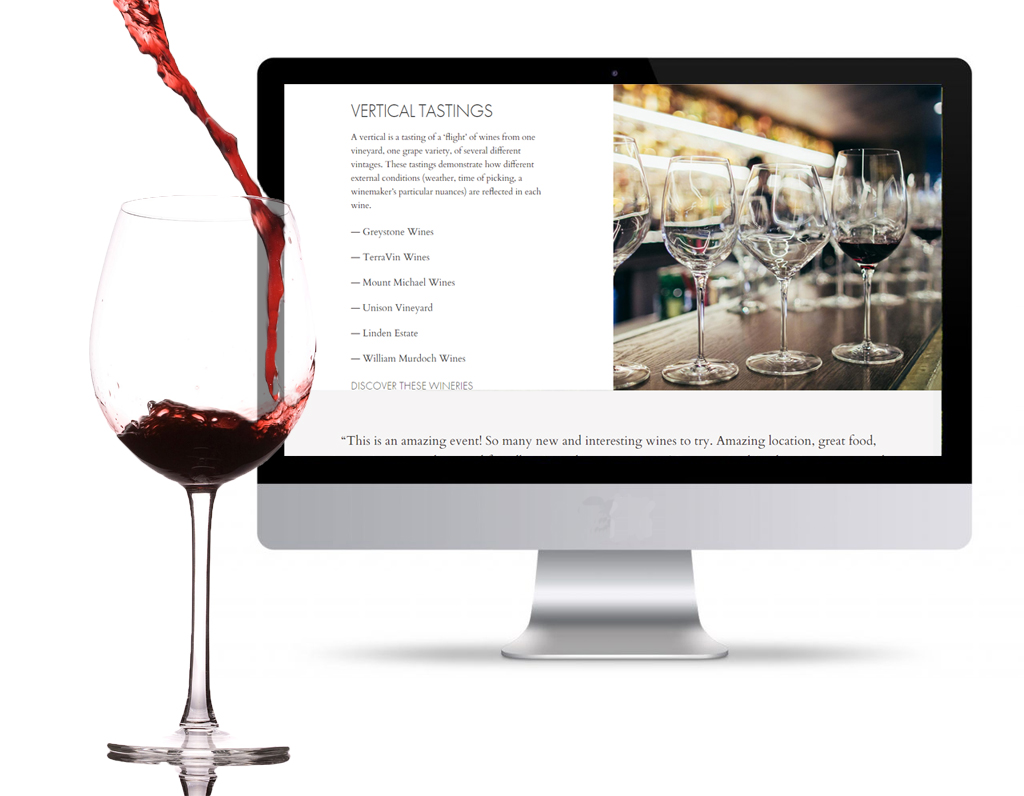 VERTICAL TASTINGS
A vertical is a tasting of a ‘flight’ of wines from one
vineyard, one grape variety, of several different
vintages. These tastings demonstrate how different
external conditions (weather, time of picking, a
winemaker’s particular nuances) are reflected in each
wine.
— Greystone Wines
— TerraVin Wines
— Mount Michael Wines
— Unison Vineyard
— Linden Estate
— William Murdoch Wines
DISCOVER THESE WINERIES
“This is an amazing event! So many new and interesting wines to try. Amazing location, great food,